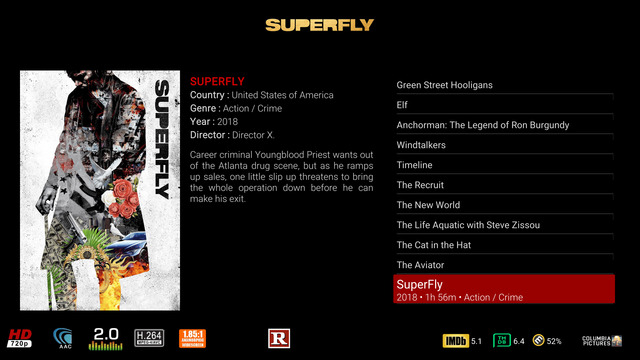 SUPERFLY
SUPERFLY
SUPERFLY
Country : United States of America
Genre : Action / Crime
Year : 2018
Director : Director X.
Career criminal Youngblood Priest wants out
of the Atlanta drug scene, but as he ramps
up sales, one little slip up threatens to bring
the whole operation down before he can
make his exit.
Green Street Hooligans
Elf
Anchorman: The Legend of Ron Burgundy
Windtalkers
Timeline
The Recruit
The New World
The Life Aquatic with Steve Zissou
The Cat in the Hat
The Aviator
SuperFly
2018 • 1h 56m • Action / Crime
HD
720p
AAC
2.0
H.264
MPEG-4/AVC
1.85:1
R
IMDb 5.1
6.4
52%
COLUMBIA
PICTURES